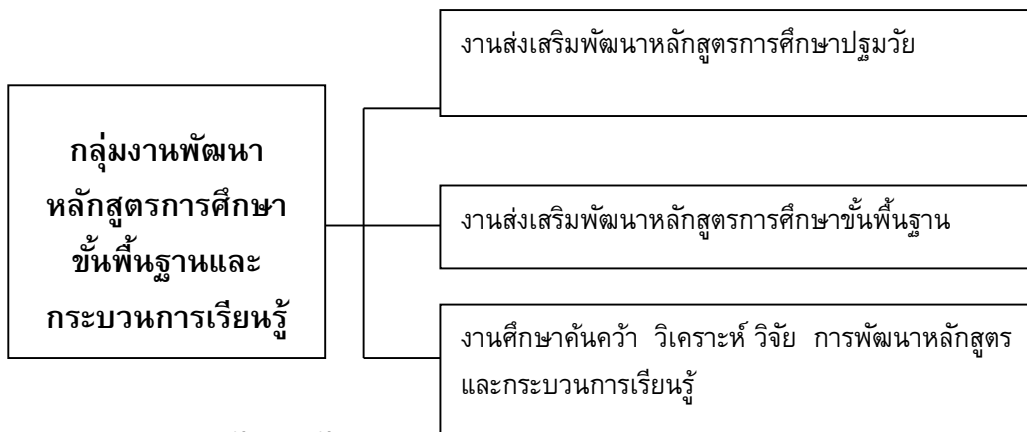 งานส่งเสริมพัฒนาหลักสูตรการศึกษาปฐมวัย
กลุ่มงานพัฒนา
หลักสูตรการศึกษา
ขั้นพื้นฐานและ
กระบวนการเรียนรู้
งานส่งเสริมพัฒนาหลักสูตรการศึกษาขั้นพื้นฐาน
งานศึกษาค้นคว้า วิเคราะห์ วิจัย การพัฒนาหลักสูตร
และกระบวนการเรียนรู้